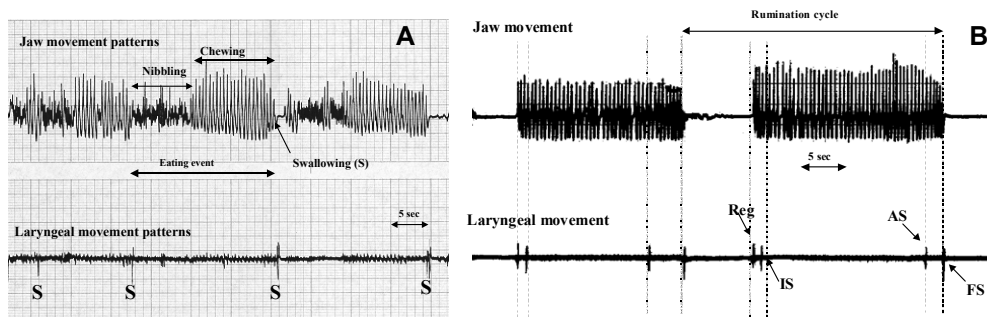 A
Jaw movement patterns
Chewing
Nibbling
Swallowing (S)
Eating event
5 sec
Laryngeal movement patterns
S
S
S
S
Rumination cycle
Jaw movement
B
5 sec
Laryngeal movement
Reg
AS
IS
FS